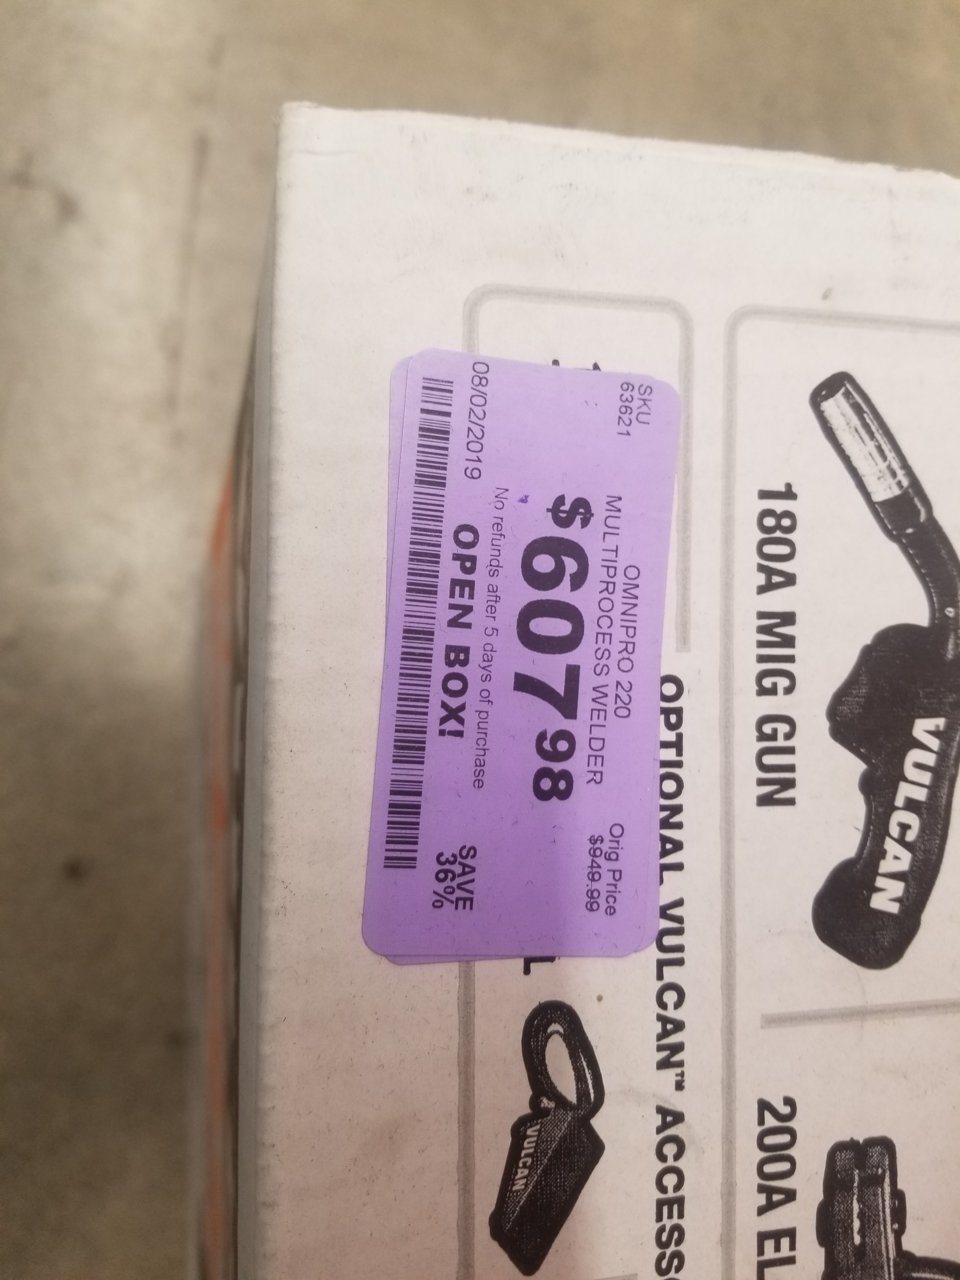 SKU
63621
OMNIPRO 220
MULTIPROCESS WELDER
Orig Price
$949.99
$607 98
No refunds after 5 days of purchase
08/02/2019
OPEN BOX!
SAVE
36%
180A MIG GUN
VULCAN
OPTIONAL VULCAN™ ACCESSO
VULCAN
200A EL